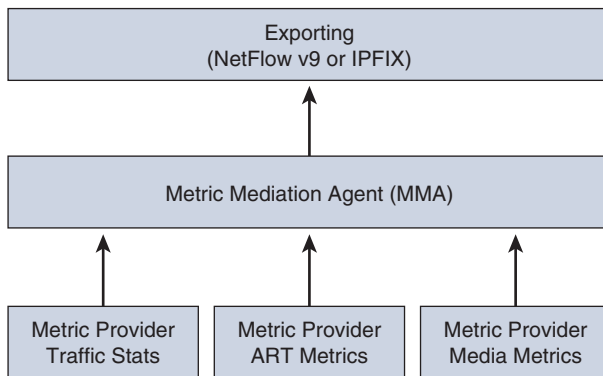 Exporting
(NetFlow v9 or IPFIX)
Metric Mediation Agent (MMA)
Metric Provider
Traffic Stats
Metric Provider
ART Metrics
Metric Provider
Media Metrics